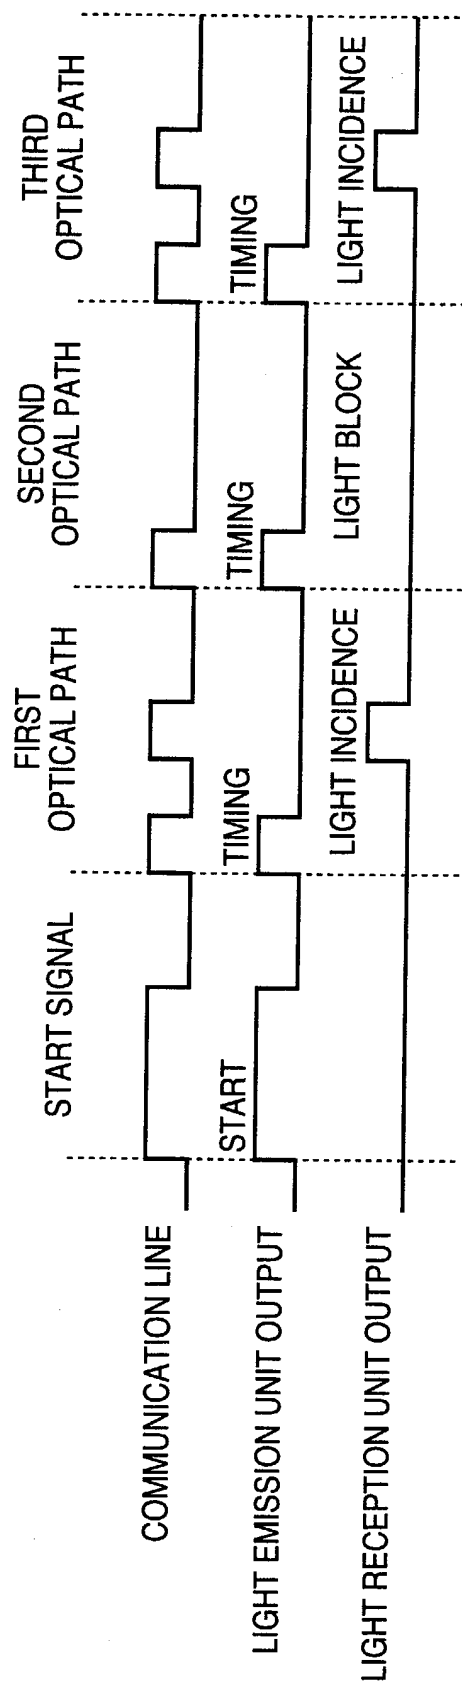 START SIGNAL
FIRST
OPTICAL PATH
SECOND
OPTICAL PATH
THIRD
OPTICAL PATH
COMMUNICATION LINE
START
TIMING
TIMING
TIMING
LIGHT EMISSION UNIT OUTPUT
LIGHT INCIDENCE
LIGHT BLOCK
LIGHT INCIDENCE
LIGHT RECEPTION UNIT OUTPUT